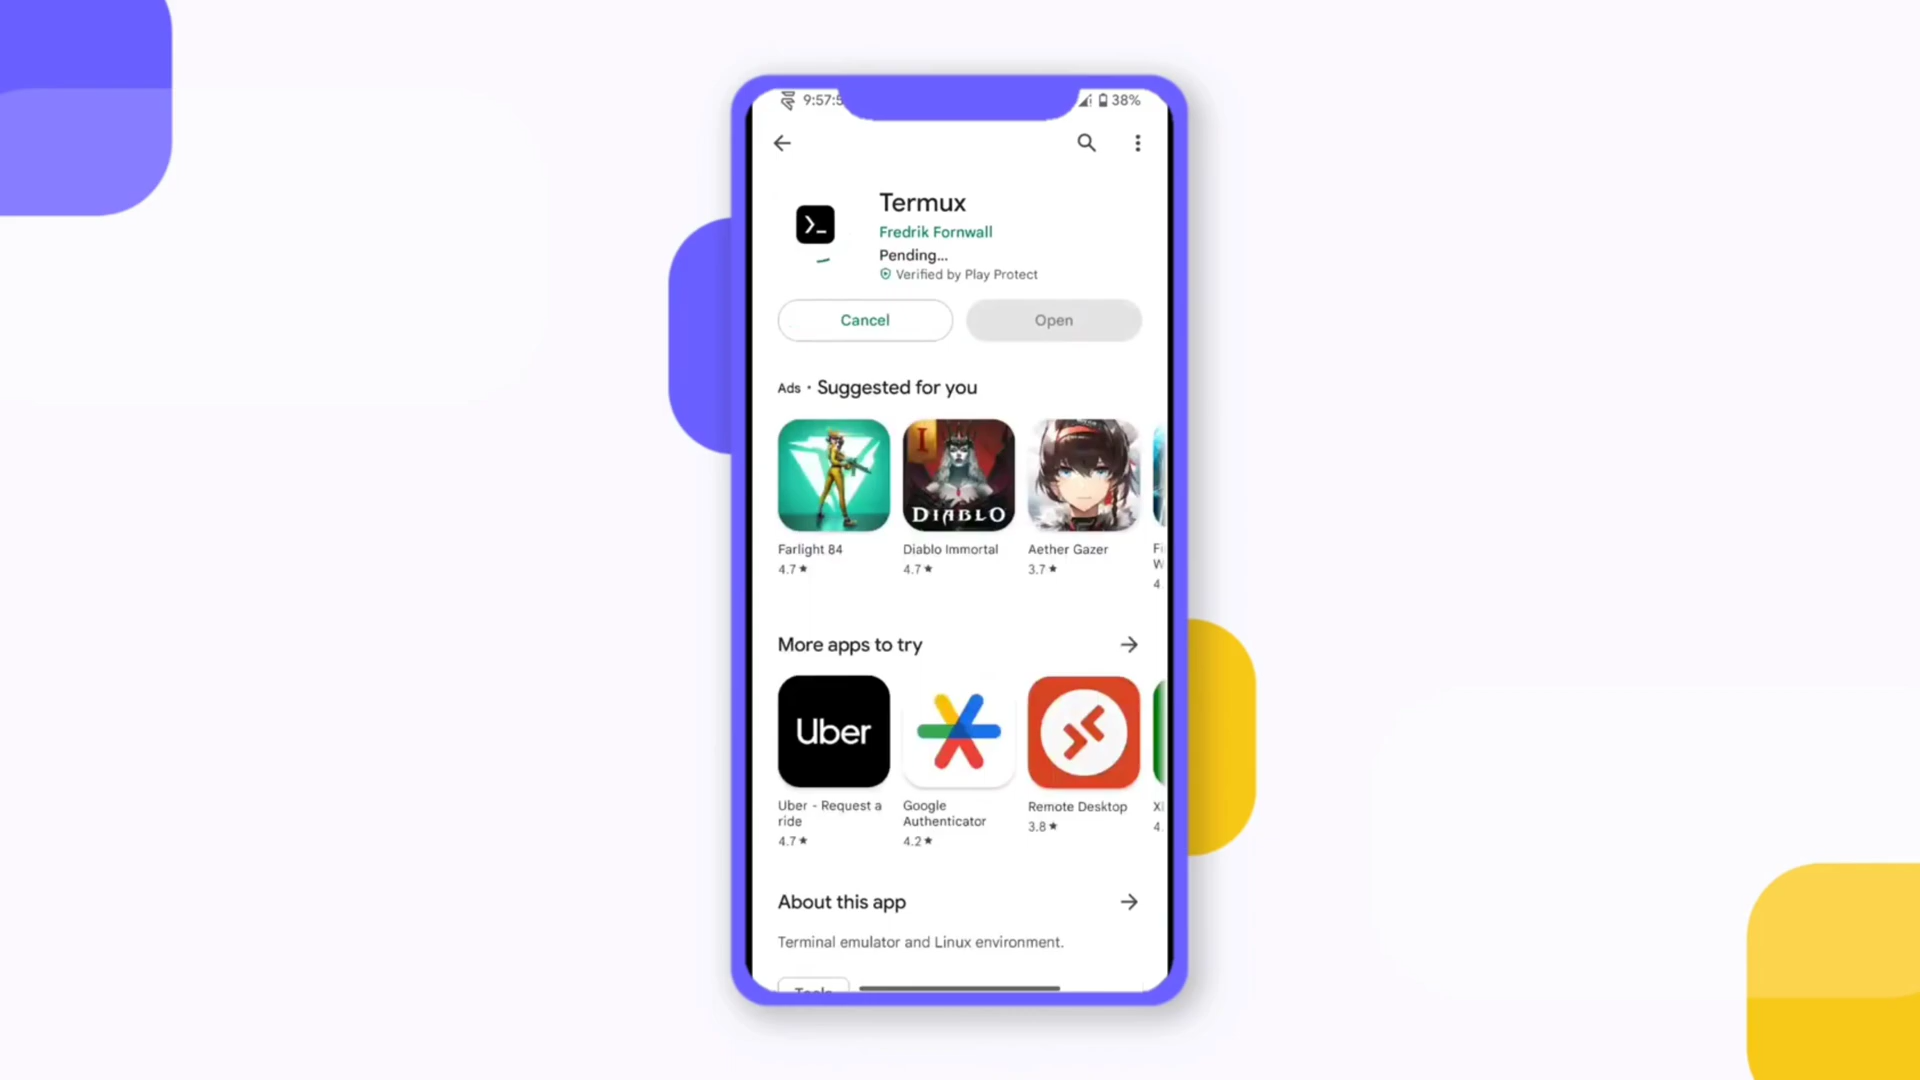 9:57:5
38%
Termux
Fredrik Fornwall
Pending...
Verified by Play Protect
Cancel
Open
Ads • Suggested for you
I
DIABLO
Farlight 84
Diablo Immortal
Aether Gazer
4.7★
4.7★
3.7★
More apps to try
Uber
Uber - Request a
ride
Google
Authenticator
Remote Desktop
4.7★
4.2★
3.8★
About this app
Terminal emulator and Linux environment.